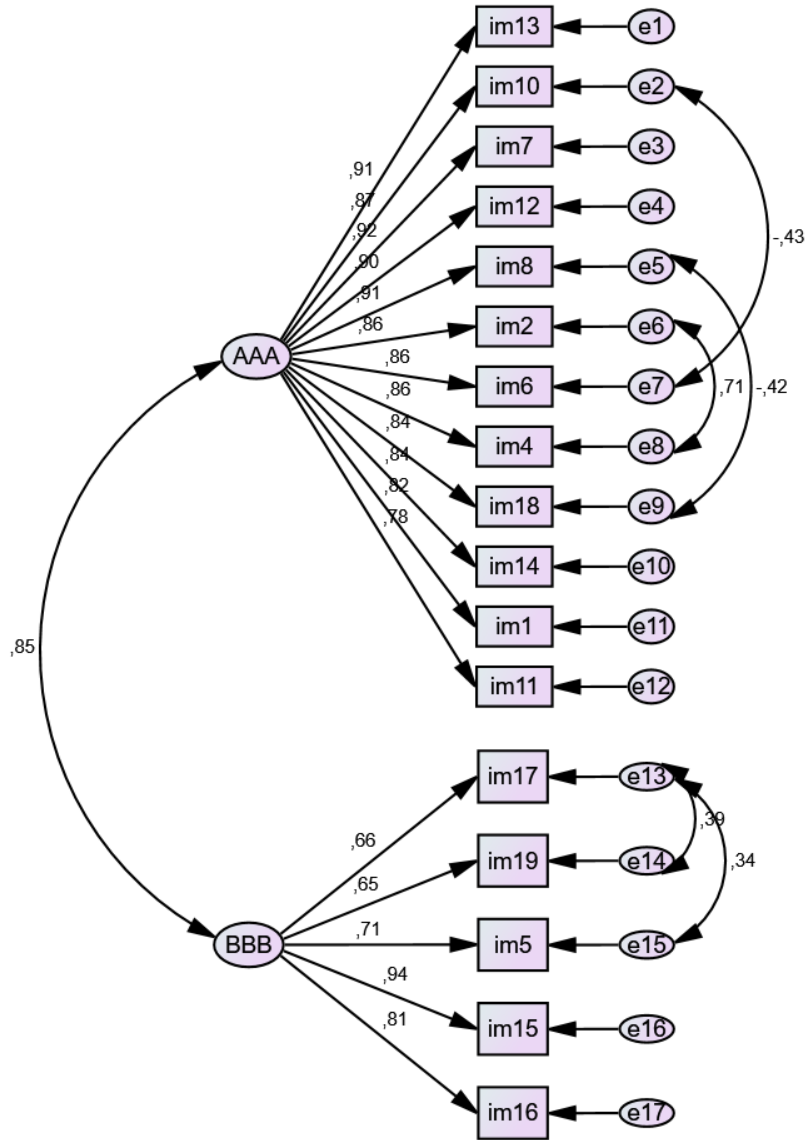 im13 e1
im10 e2
im7 e3
,91
,87
im12 e4
,92
-,43
,90
im8 e5
,91
,86
im2 e6
AAA
,86
im6 e7
,71 -,42
,86
,84
im4 e8
,84
,82
im18 e9
,78
im14 e10
im1 e11
,85
im11 e12
im17 e13
,39
,66
im19 e14
,34
,65
,71
BBB
im5 e15
,94
,81
im15 e16
im16 e17